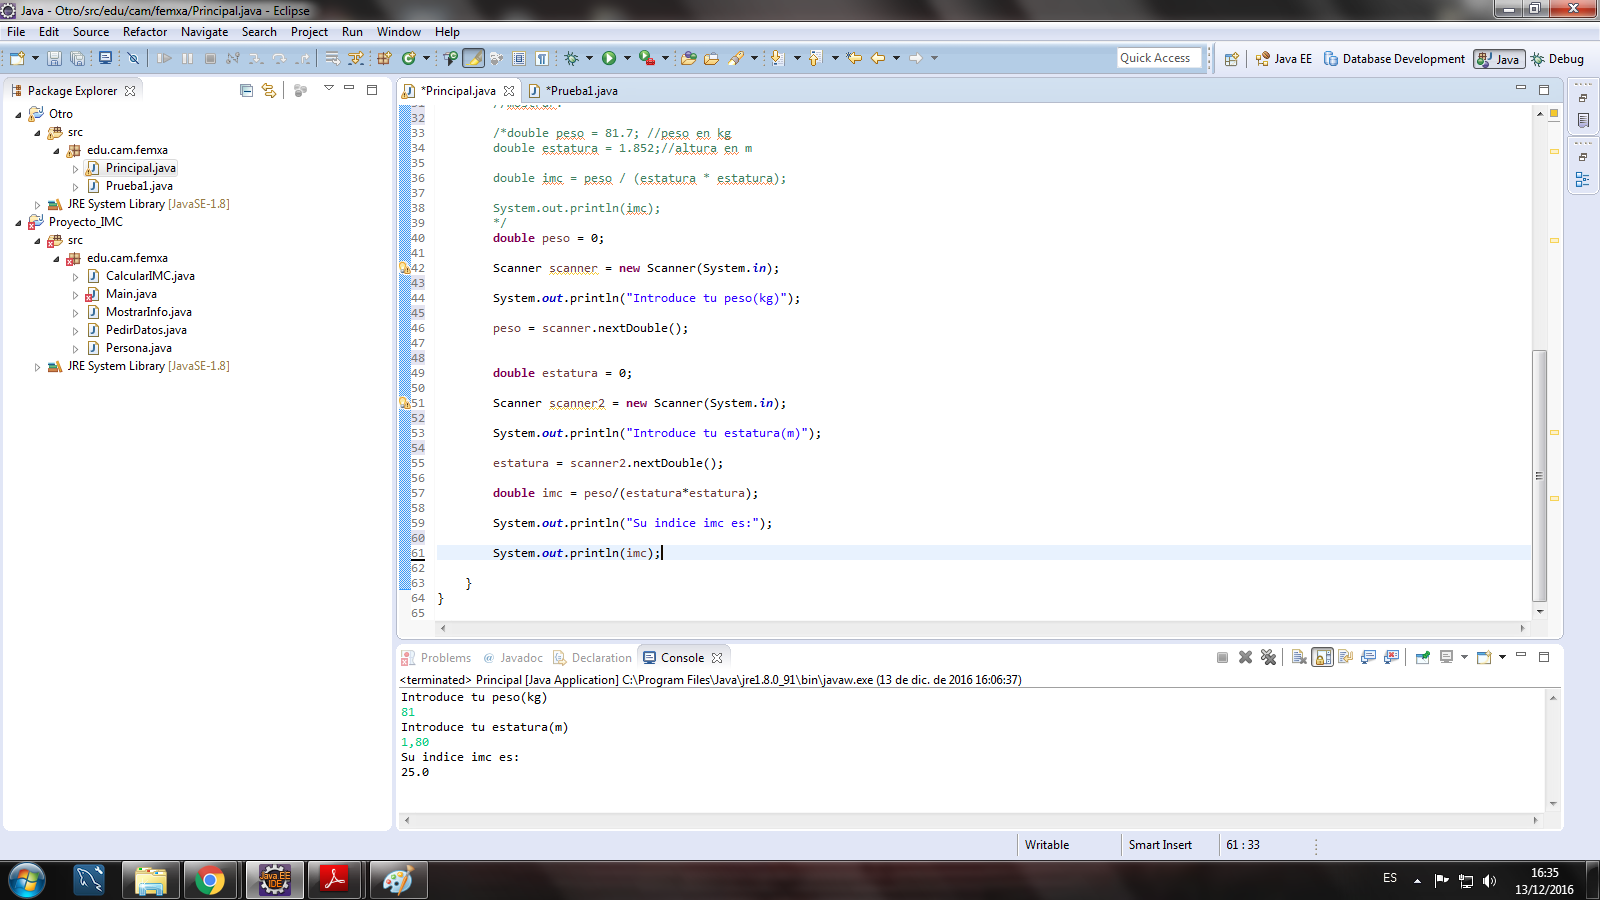 Java - Otro/src/edu/cam/femxa/Principal.java - Eclipse
File Edit Source Refactor Navigate Search Project Run Window Help
Quick Access
Java EE
Database Development
Java
Debug
Package Explorer
Otro
src
edu.cam.femxa
Principal.java
Prueba1.java
JRE System Library [JavaSE-1.8]
Proyecto_IMC
src
edu.cam.femxa
CalcularIMC.java
Main.java
MostrarInfo.java
PedirDatos.java
Persona.java
JRE System Library [JavaSE-1.8]
*Principal.java
*Prueba1.java
32
33 /*double peso = 81.7; //peso en kg
34 double estatura = 1.852;//altura en m
35
36 double imc = peso / (estatura * estatura);
37
38 System.out.println(imc);
39 */
40 double peso = 0;
41
42 Scanner scanner = new Scanner(System.in);
43
44 System.out.println("Introduce tu peso(kg)");
45
46 peso = scanner.nextDouble();
47
48
49 double estatura = 0;
50
51 Scanner scanner2 = new Scanner(System.in);
52
53 System.out.println("Introduce tu estatura(m)");
54
55 estatura = scanner2.nextDouble();
56
57 double imc = peso/(estatura*estatura);
58
59 System.out.println("Su indice imc es:");
60
61 System.out.println(imc);
62
63 }
64 }
65
Problems
Javadoc
Declaration
Console
<terminated> Principal [Java Application] C:\Program Files\Java\jre1.8.0_91\bin\javaw.exe (13 de dic. de 2016 16:06:37)
Introduce tu peso(kg)
81
Introduce tu estatura(m)
1,80
Su indice imc es:
25.0
Writable
Smart Insert
61 : 33
Java EE
IDE
ES
16:35
13/12/2016